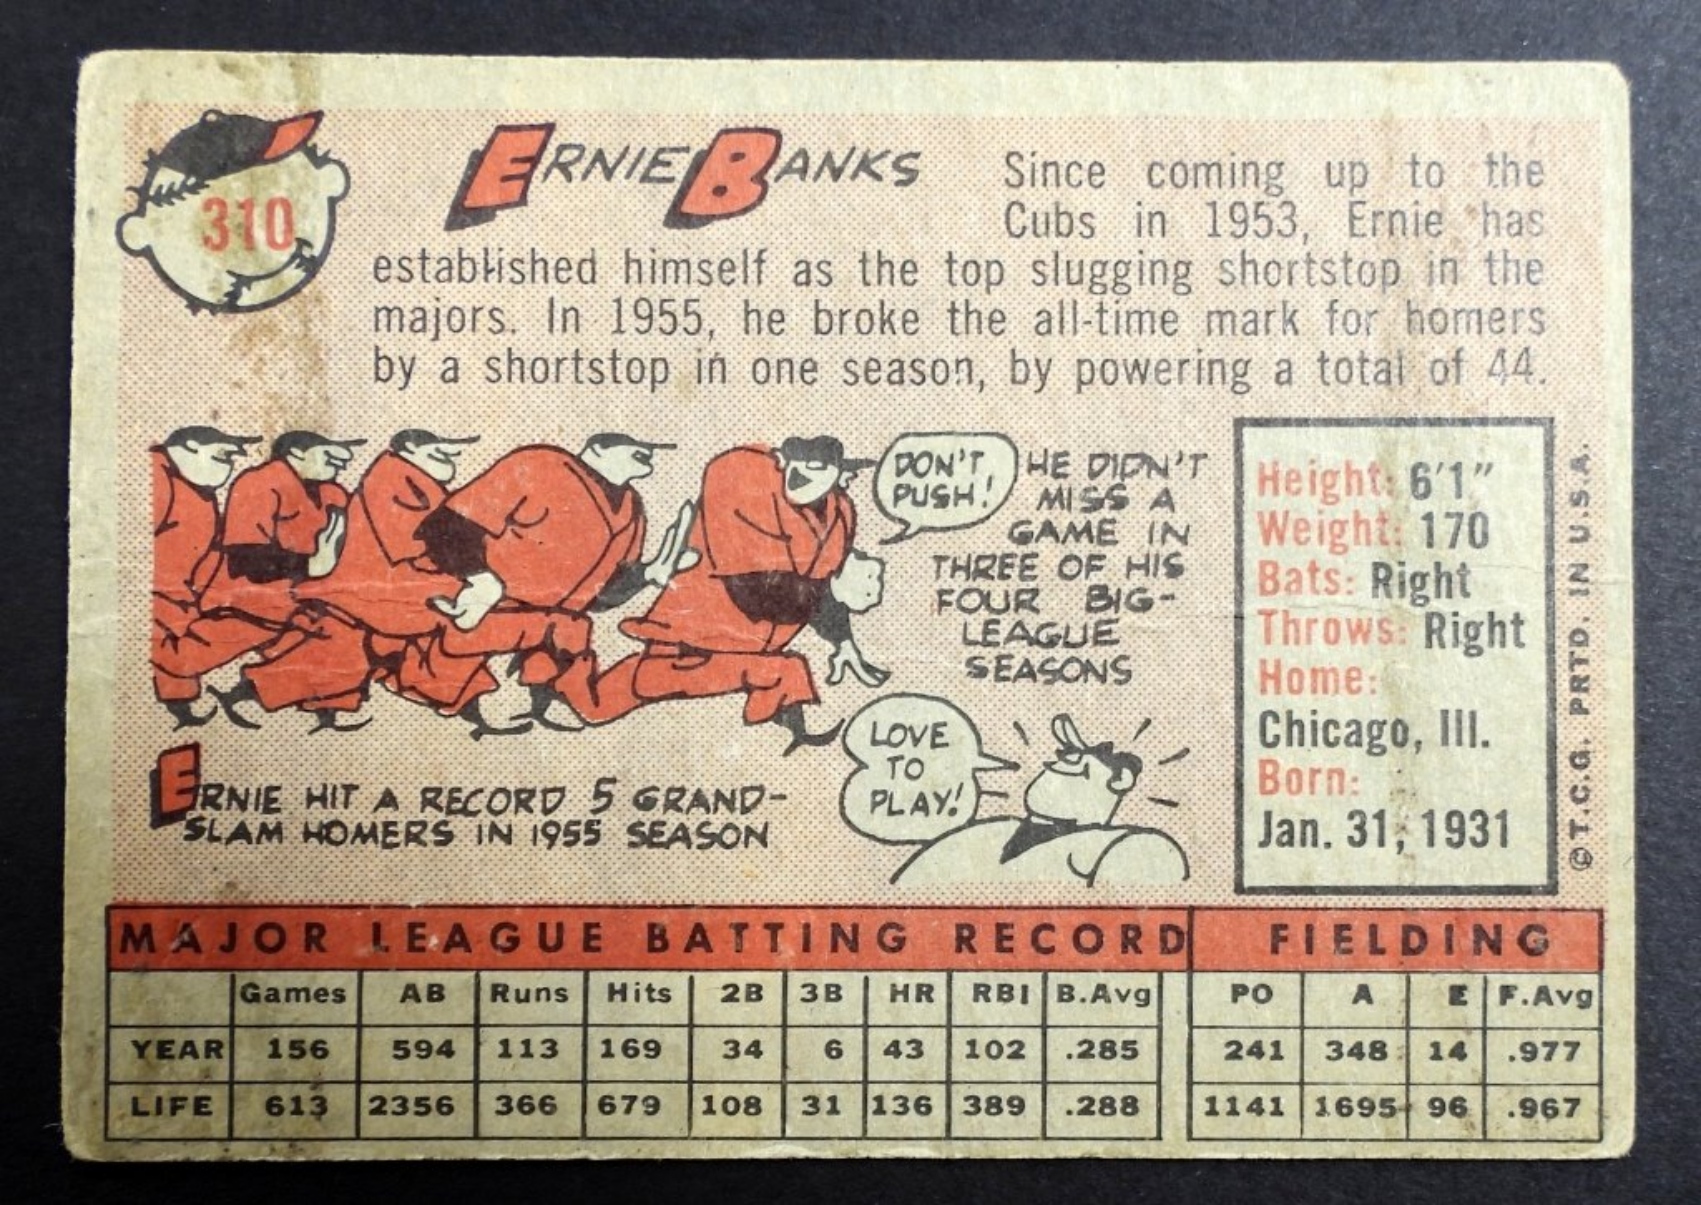 310
ERNIE BANKS
Since coming up to the
Cubs in 1953, Ernie has
established himself as the top slugging shortstop in the
majors. In 1955, he broke the all-time mark for homers
by a shortstop in one season, by powering a total of 44.
DON'T
PUSH!
HE DIDN'T
MISS A
GAME IN
THREE OF HIS
FOUR BIG-
LEAGUE
SEASONS
LOVE
TO
PLAY!
ERNIE HIT A RECORD 5 GRAND-
SLAM HOMERS IN 1955 SEASON
Height: 6'1"
Weight: 170
Bats: Right
Throws: Right
Home:
Chicago, Ill.
Born:
Jan. 31, 1931
© T.C.G. PRTD. IN U.S.A.
MAJOR LEAGUE BATTING RECORD FIELDING
Games AB Runs Hits 2B 3B HR RBI B.Avg PO A E F.Avg
YEAR 156 594 113 169 34 6 43 102 .285 241 348 14 .977
LIFE 613 2356 366 679 108 31 136 389 .288 1141 1695 96 .967